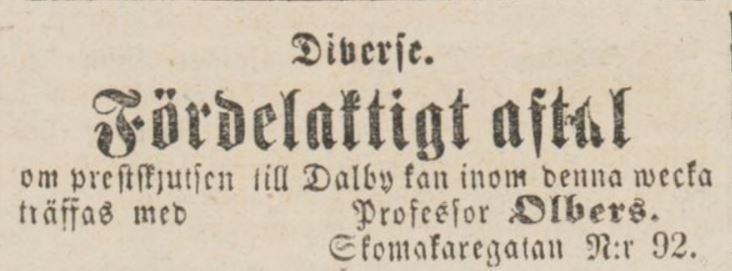 Diverse.
Fördelaktigt aftal
om prestskjutsen till Dalby kan inom denna wecka
träffas med Professor Olbers.
Skomakaregatan N:r 92.